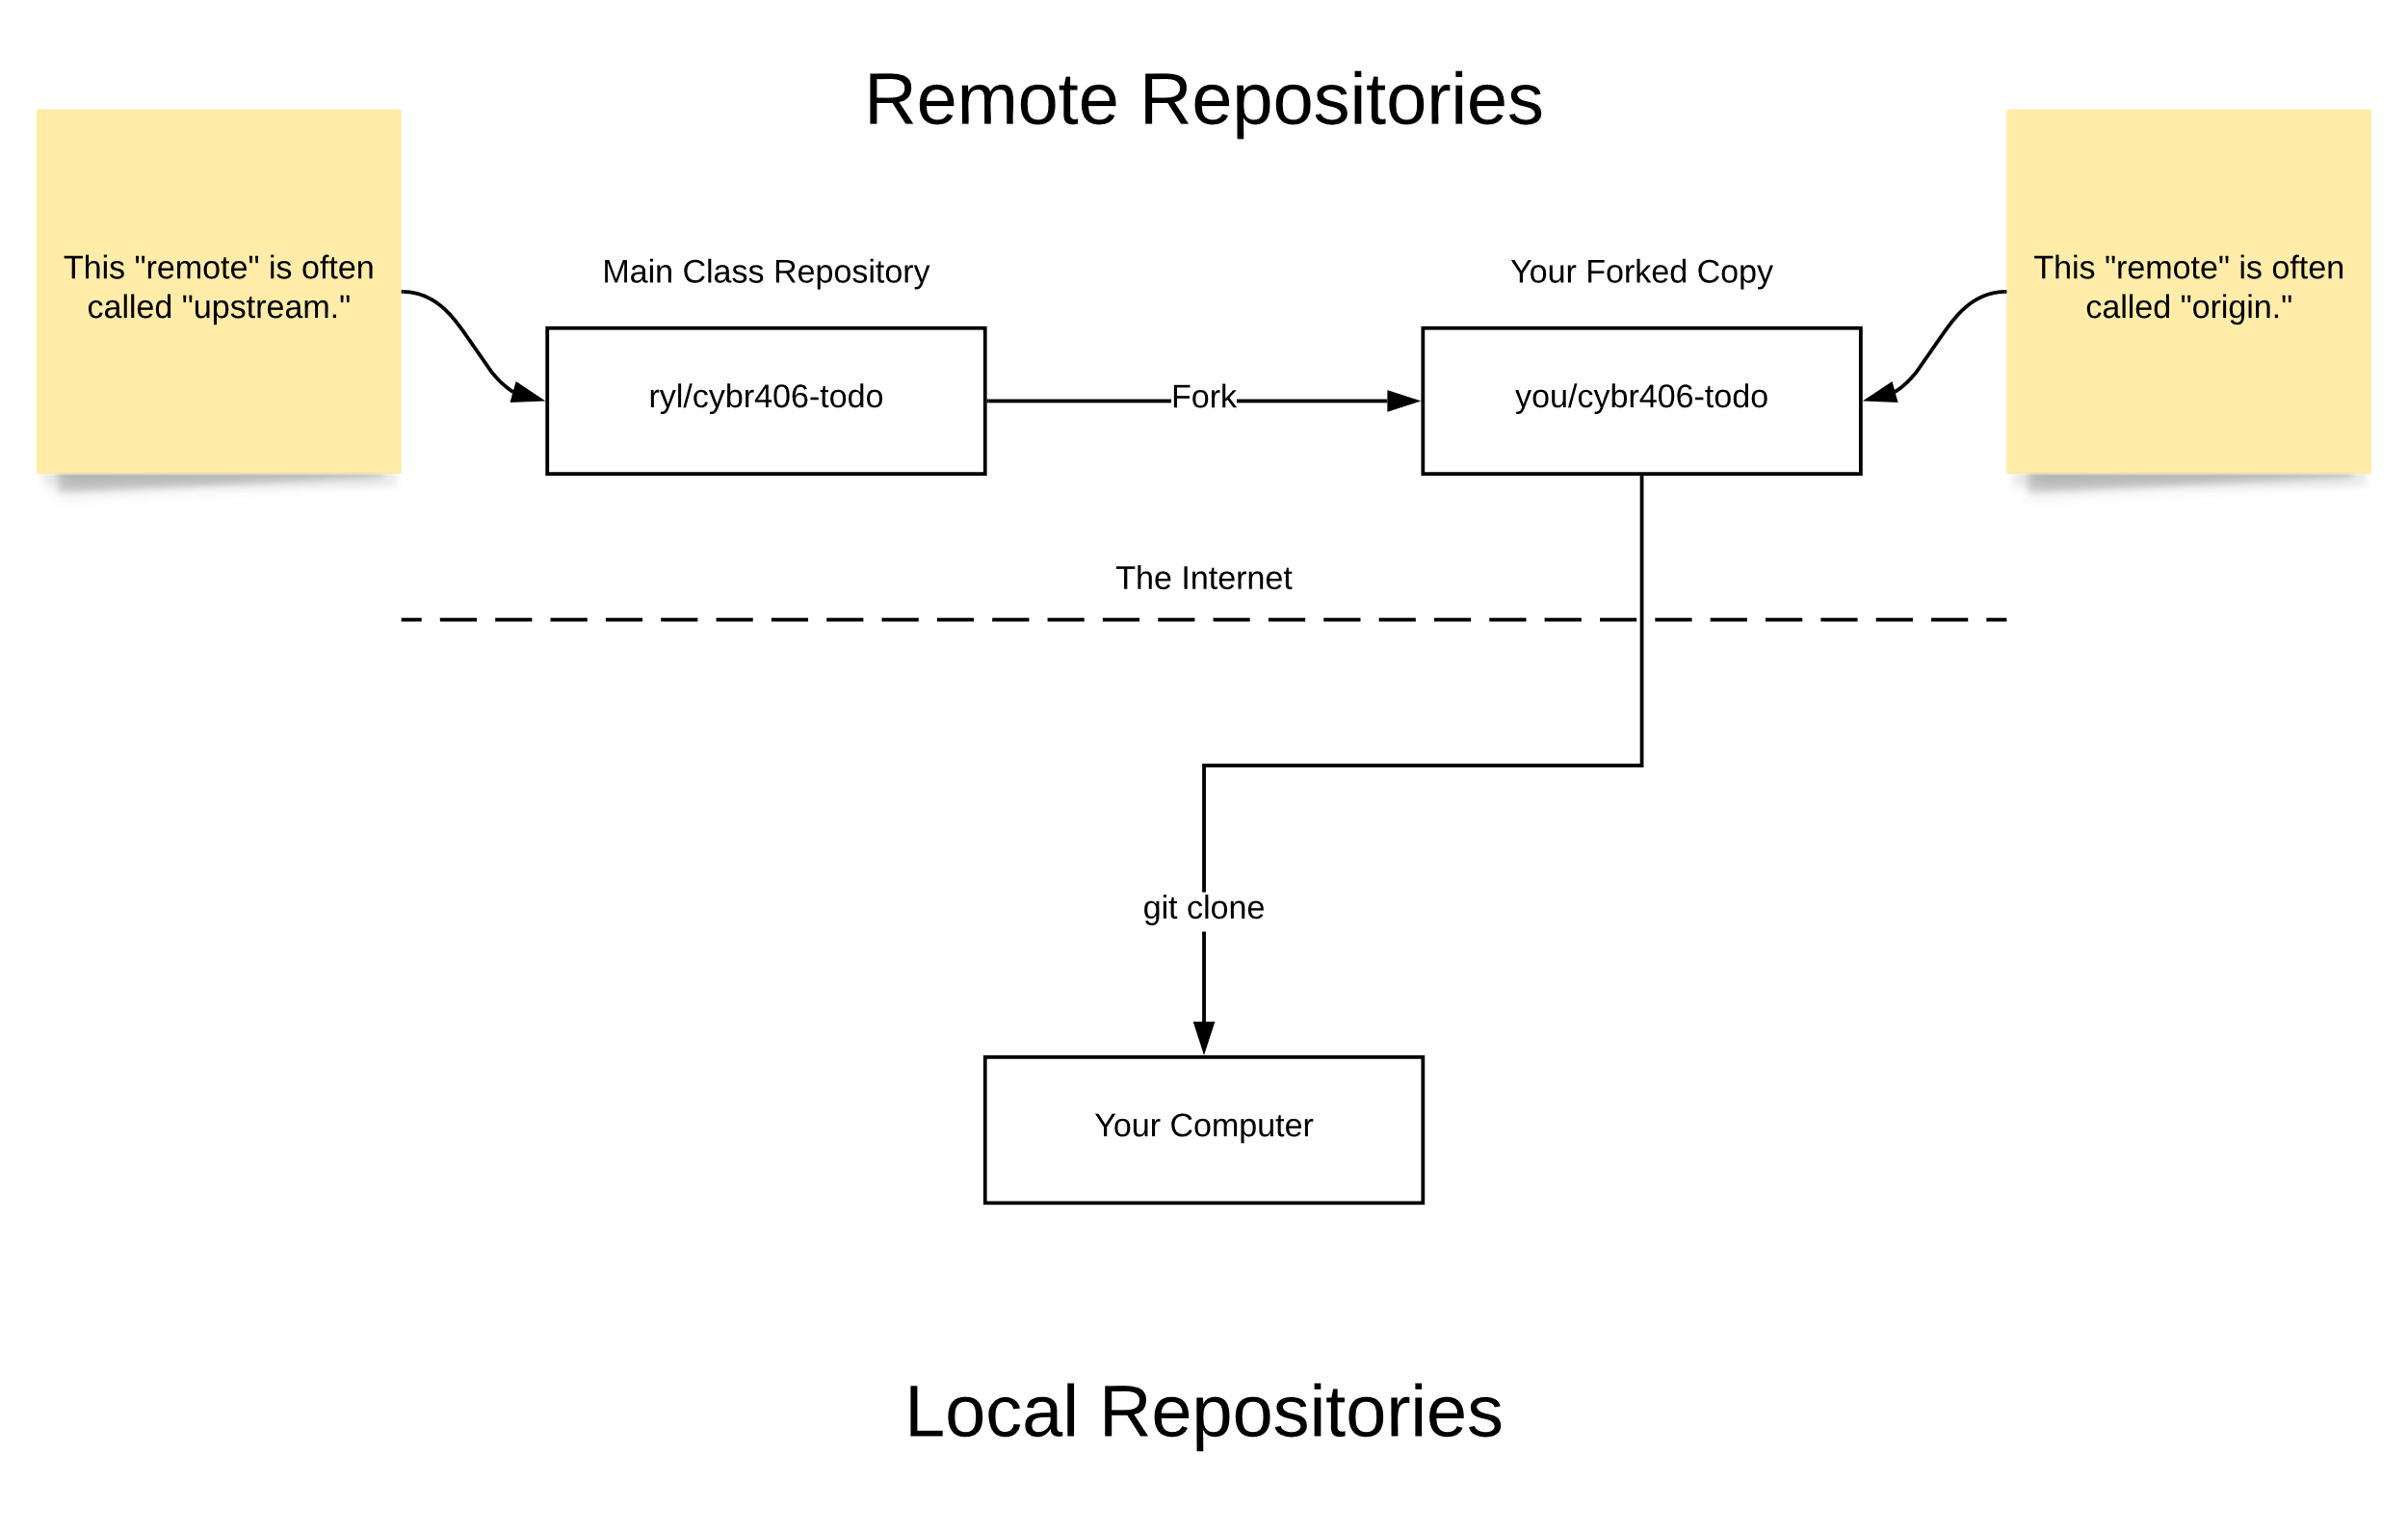 Remote Repositories
This "remote" is often
called "upstream."
Main Class Repository
Your Forked Copy
This "remote" is often
called "origin."
ryl/cybr406-todo
Fork
you/cybr406-todo
The Internet
git clone
Your Computer
Local Repositories